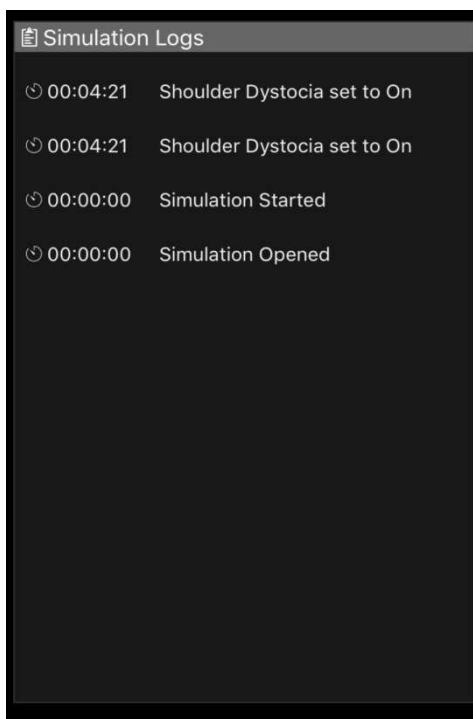 Simulation Logs
00:04:21 Shoulder Dystocia set to On
00:04:21 Shoulder Dystocia set to On
00:00:00 Simulation Started
00:00:00 Simulation Opened